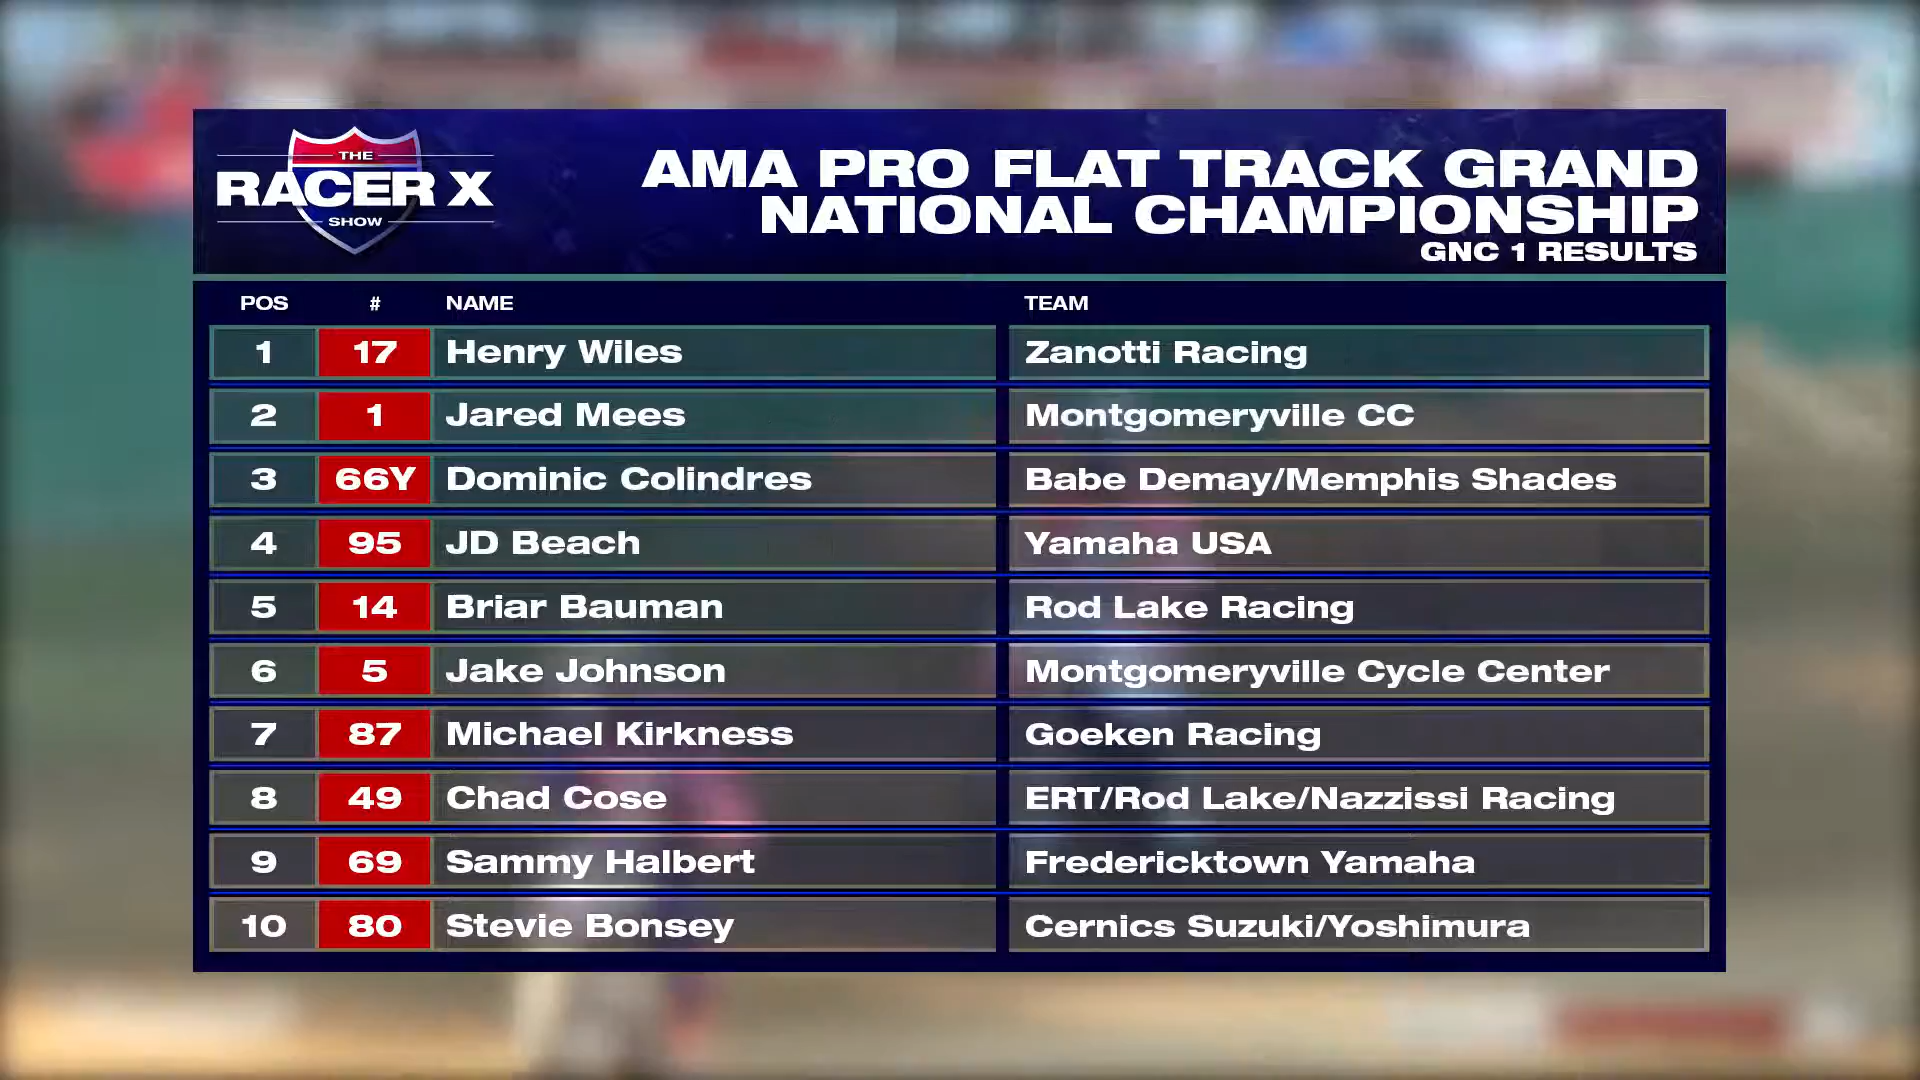 THE
RACER X
SHOW
AMA PRO FLAT TRACK GRAND
NATIONAL CHAMPIONSHIP
GNC 1 RESULTS
POS # NAME TEAM
1 17 Henry Wiles Zanotti Racing
2 1 Jared Mees Montgomeryville CC
3 66Y Dominic Colindres Babe Demay/Memphis Shades
4 95 JD Beach Yamaha USA
5 14 Briar Bauman Rod Lake Racing
6 5 Jake Johnson Montgomeryville Cycle Center
7 87 Michael Kirkness Goeken Racing
8 49 Chad Cose ERT/Rod Lake/Nazzissi Racing
9 69 Sammy Halbert Fredericktown Yamaha
10 80 Stevie Bonsey Cernics Suzuki/Yoshimura